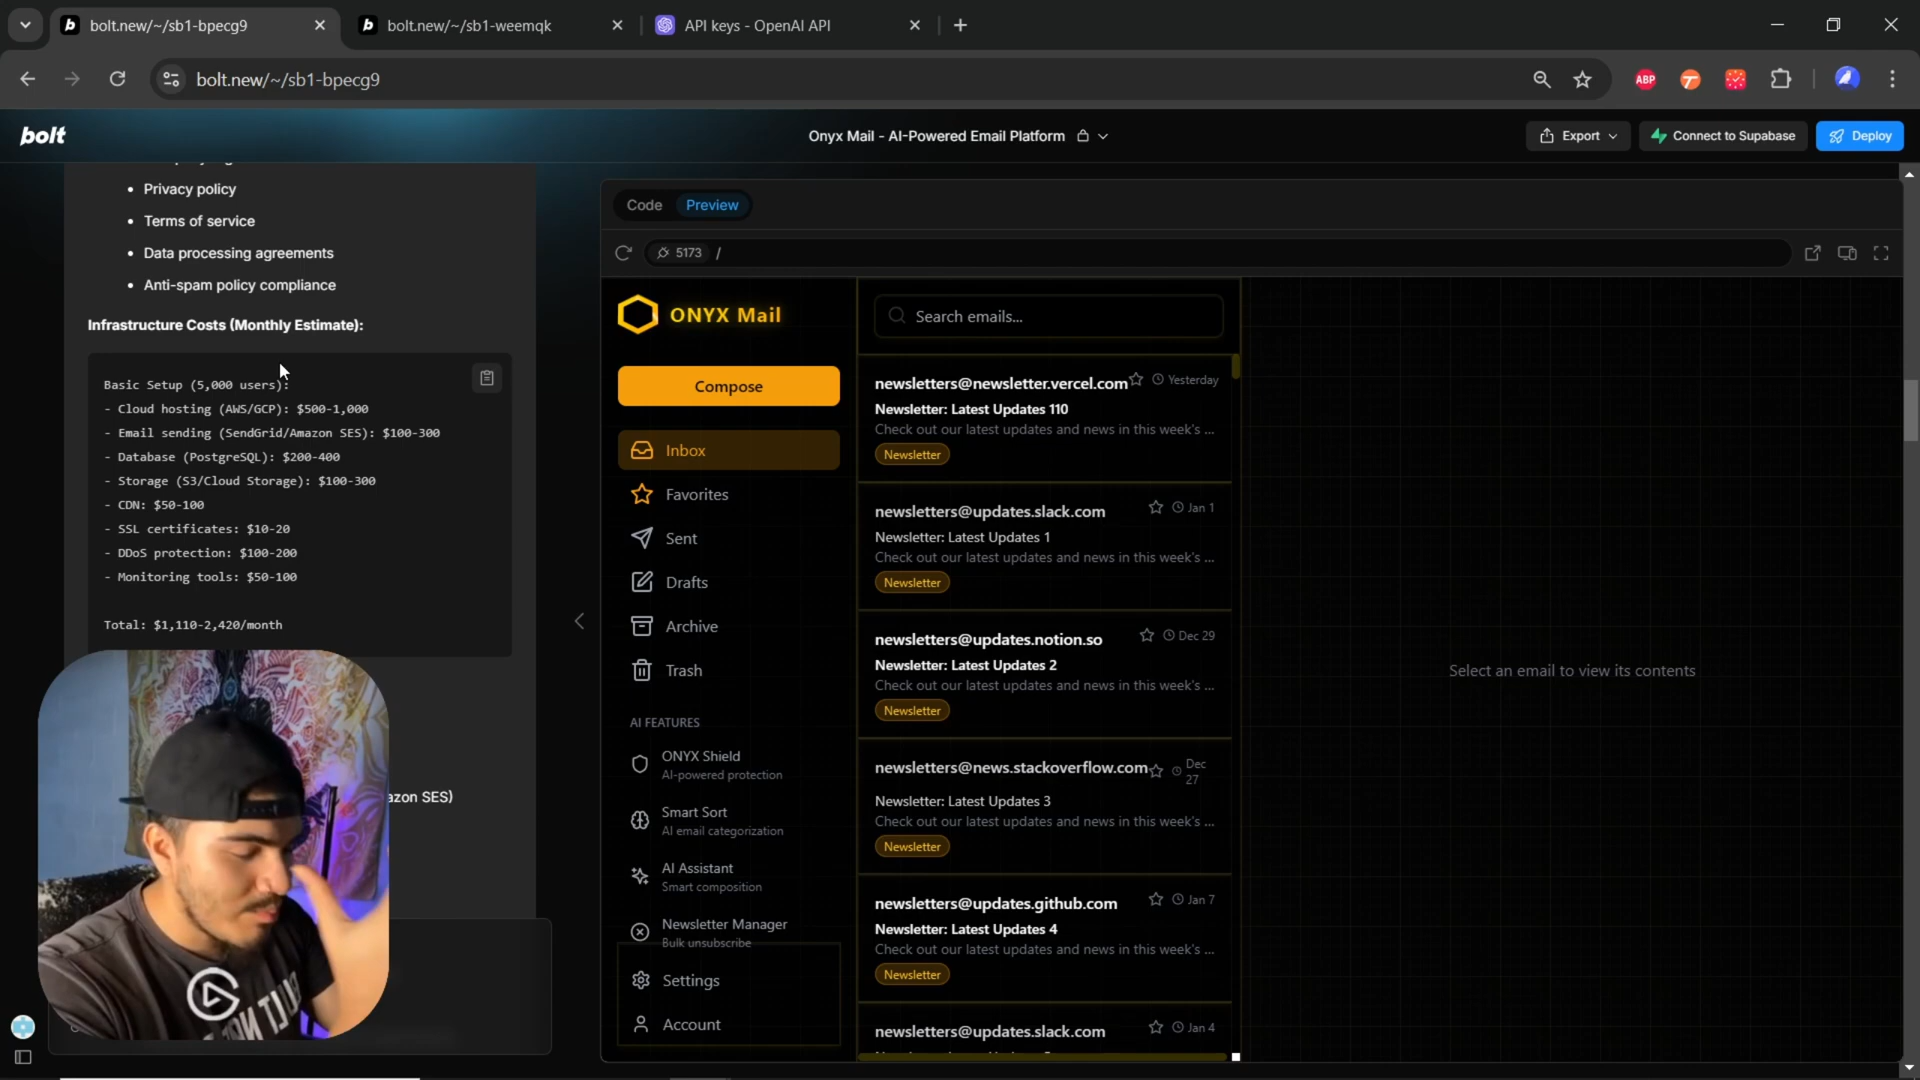 bolt.new/~/sb1-bpecg9
bolt.new/~/sb1-weemqk
API keys - OpenAI API
bolt.new/~/sb1-bpecg9
ABP
bolt
Onyx Mail - AI-Powered Email Platform
Export
Connect to Supabase
Deploy
• Privacy policy
• Terms of service
• Data processing agreements
• Anti-spam policy compliance
Infrastructure Costs (Monthly Estimate):
Basic Setup (5,000 users):
- Cloud hosting (AWS/GCP): $500-1,000
- Email sending (SendGrid/Amazon SES): $100-300
- Database (PostgreSQL): $200-400
- Storage (S3/Cloud Storage): $100-300
- CDN: $50-100
- SSL certificates: $10-20
- DDoS protection: $100-200
- Monitoring tools: $50-100
Total: $1,110-2,420/month
azon SES)
Code
Preview
5173 /
ONYX Mail
Compose
Inbox
Favorites
Sent
Drafts
Archive
Trash
AI FEATURES
ONYX Shield
AI-powered protection
Smart Sort
AI email categorization
AI Assistant
Smart composition
Newsletter Manager
Bulk unsubscribe
Settings
Account
Search emails...
newsletters@newsletter.vercel.com
Yesterday
Newsletter: Latest Updates 110
Check out our latest updates and news in this week's ...
Newsletter
newsletters@updates.slack.com
Jan 1
Newsletter: Latest Updates 1
Check out our latest updates and news in this week's ...
Newsletter
newsletters@updates.notion.so
Dec 29
Newsletter: Latest Updates 2
Check out our latest updates and news in this week's ...
Newsletter
newsletters@news.stackoverflow.com
Dec
27
Newsletter: Latest Updates 3
Check out our latest updates and news in this week's ...
Newsletter
newsletters@updates.github.com
Jan 7
Newsletter: Latest Updates 4
Check out our latest updates and news in this week's ...
Newsletter
newsletters@updates.slack.com
Jan 4
Select an email to view its contents